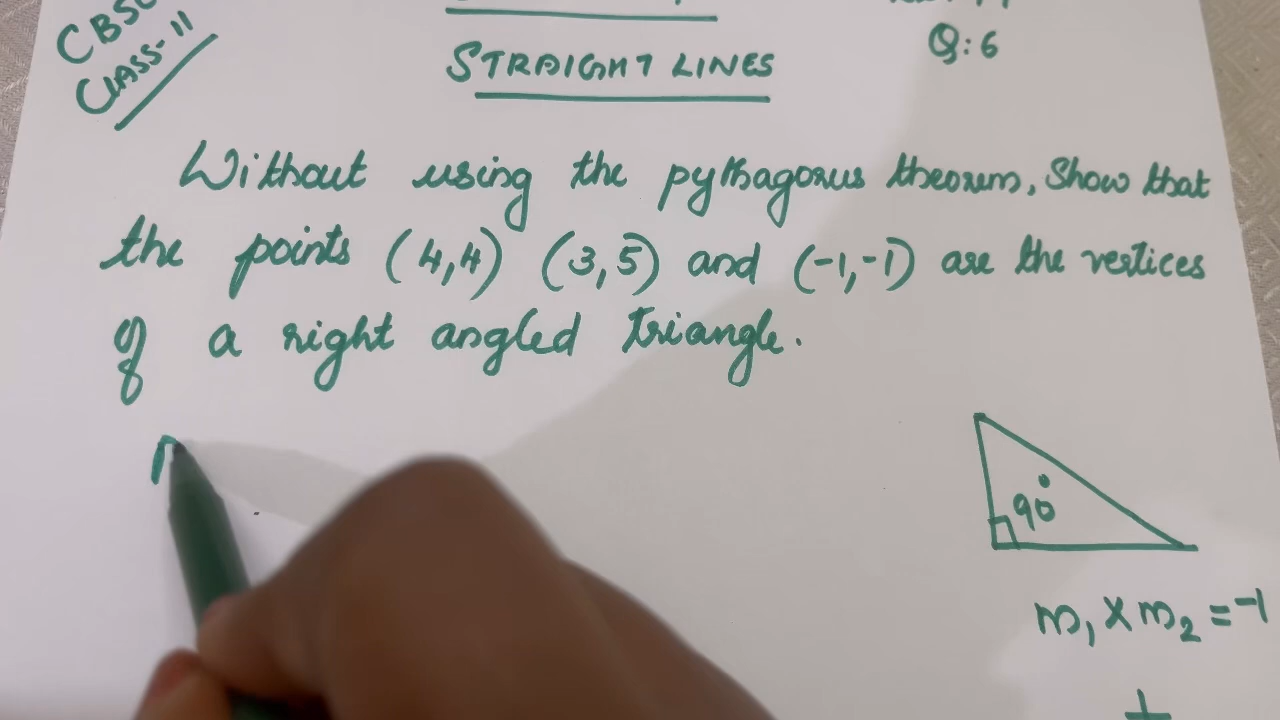 CBSE
CLASS-11
STRAIGHT LINES
Q:6
Without using the pythagorus theorem, Show that
the points (4,4) (3,5) and (-1,-1) are the vertices
of a right angled triangle.
90°
m₁ × m₂ = -1